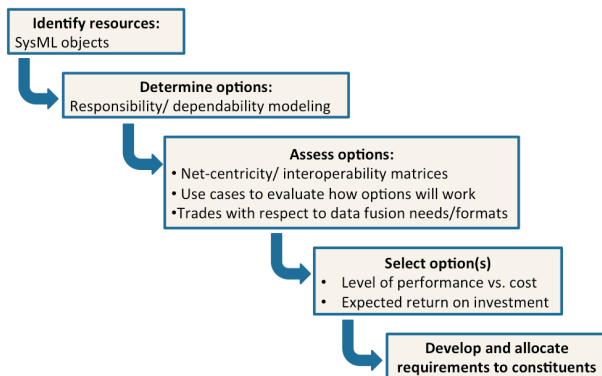 Identify resources:
SysML objects
Determine options:
Responsibility/ dependability modeling
Assess options:
• Net-centricity/ interoperability matrices
• Use cases to evaluate how options will work
•Trades with respect to data fusion needs/formats
Select option(s)
• Level of performance vs. cost
• Expected return on investment
Develop and allocate
requirements to constituents